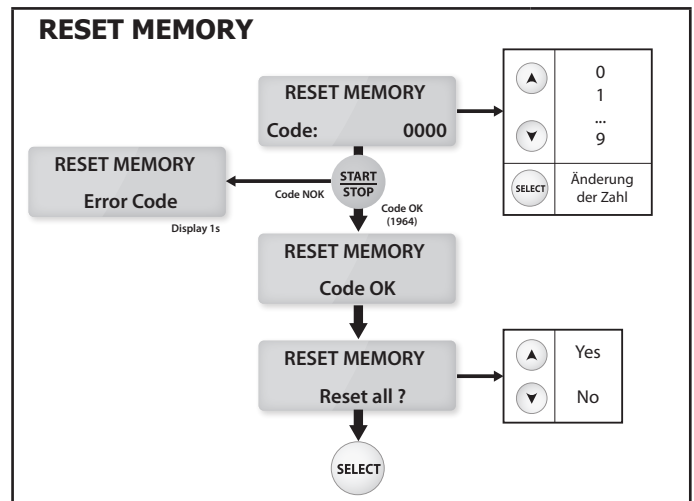 RESET MEMORY
RESET MEMORY
Code: 0000
0
1
...
9
SELECT
Änderung
der Zahl
START
STOP
Code NOK
RESET MEMORY
Error Code
Display 1s
Code OK
(1964)
RESET MEMORY
Code OK
RESET MEMORY
Reset all ?
Yes
No
SELECT